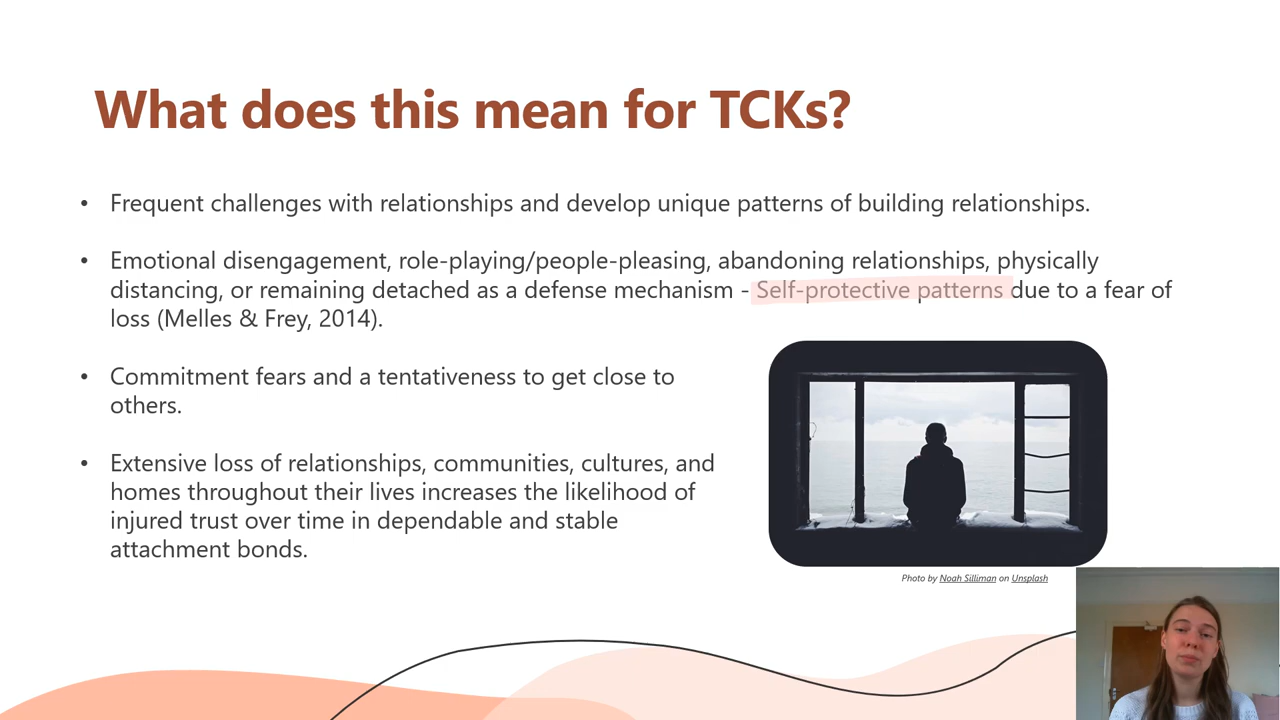 What does this mean for TCKs?
• Frequent challenges with relationships and develop unique patterns of building relationships.
• Emotional disengagement, role-playing/people-pleasing, abandoning relationships, physically
distancing, or remaining detached as a defense mechanism - Self-protective patterns due to a fear of
loss (Melles & Frey, 2014).
• Commitment fears and a tentativeness to get close to
others.
• Extensive loss of relationships, communities, cultures, and
homes throughout their lives increases the likelihood of
injured trust over time in dependable and stable
attachment bonds.
Photo by Noah Silliman on Unsplash